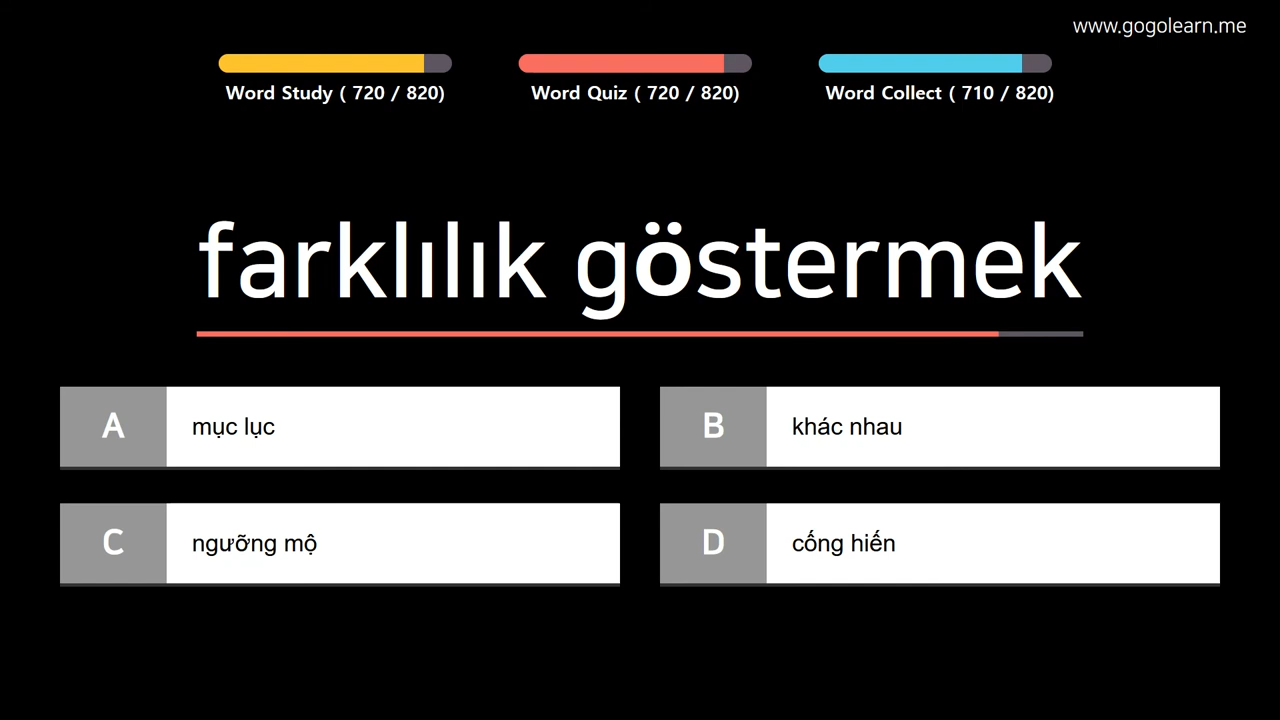 www.gogolearn.me
Word Study ( 720 / 820)
Word Quiz ( 720 / 820)
Word Collect ( 710 / 820)
farklılık göstermek
A
mục lục
B
khác nhau
C
ngưỡng mộ
D
cống hiến